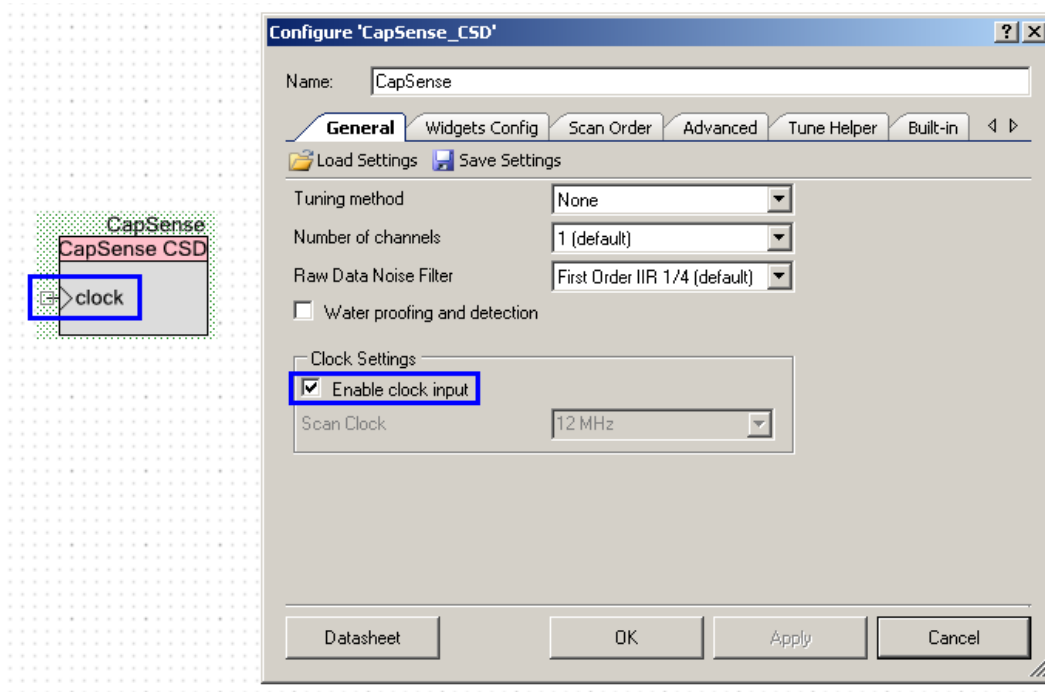 CapSense
CapSense CSD
clock
Configure 'CapSense_CSD'
Name: CapSense
General Widgets Config Scan Order Advanced Tune Helper Built-in
Load Settings Save Settings
Tuning method None
Number of channels 1 (default)
Raw Data Noise Filter First Order IIR 1/4 (default)
Water proofing and detection
Clock Settings
Enable clock input
Scan Clock 12 MHz
Datasheet OK Apply Cancel